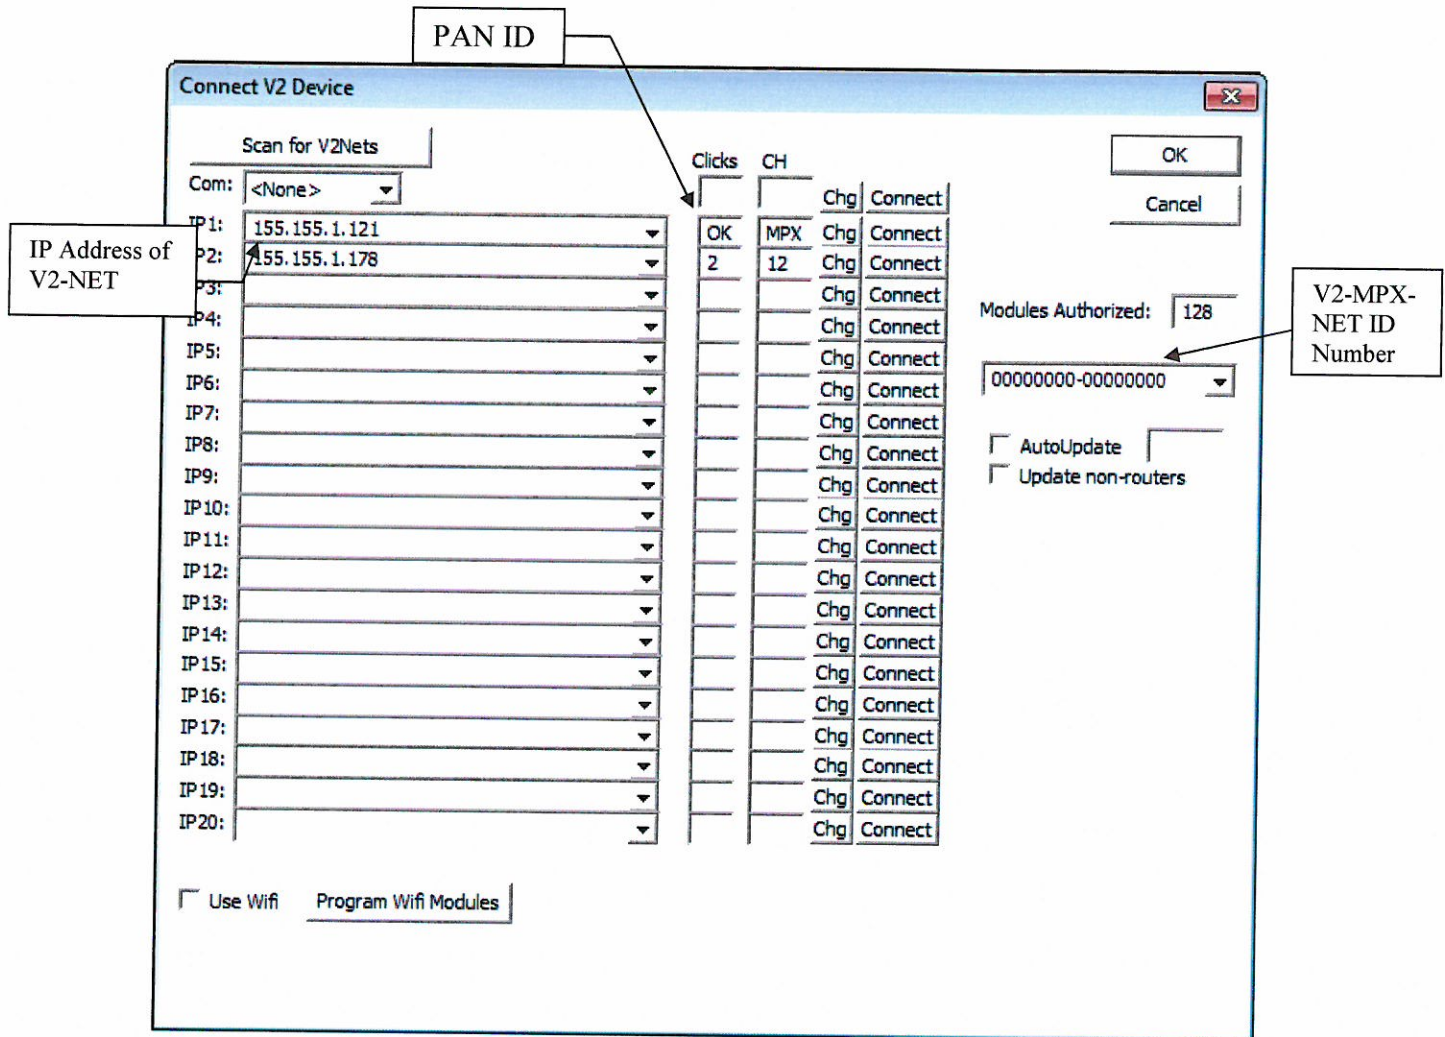 PAN ID
Connect V2 Device
Scan for V2Nets
Clicks CH
OK
Com: <None> Chg Connect
Cancel
IP1: 155.155.1.121 OK MPX Chg Connect
IP Address of
V2-NET
IP2: 155.155.1.178 2 12 Chg Connect
IP3: Chg Connect
Modules Authorized: 128
V2-MPX-
NET ID
Number
IP4: Chg Connect
IP5: Chg Connect
IP6: Chg Connect
00000000-00000000
IP7: Chg Connect
IP8: Chg Connect
AutoUpdate
IP9: Chg Connect
Update non-routers
IP10: Chg Connect
IP11: Chg Connect
IP12: Chg Connect
IP13: Chg Connect
IP14: Chg Connect
IP15: Chg Connect
IP16: Chg Connect
IP17: Chg Connect
IP18: Chg Connect
IP19: Chg Connect
IP20: Chg Connect
Use Wifi Program Wifi Modules